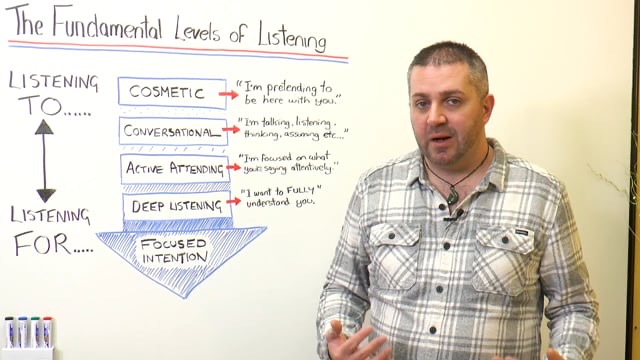 The Fundamental Levels of Listening
LISTENING
TO.....
COSMETIC
"I'm pretending to
be here with you."
CONVERSATIONAL
"I'm talking, listening,
thinking, assuming etc..."
ACTIVE ATTENDING
"I'm focused on what
you're saying attentively."
DEEP LISTENING
"I want to FULLY"
understand you.
LISTENING
FOR.....
FOCUSED
INTENTION